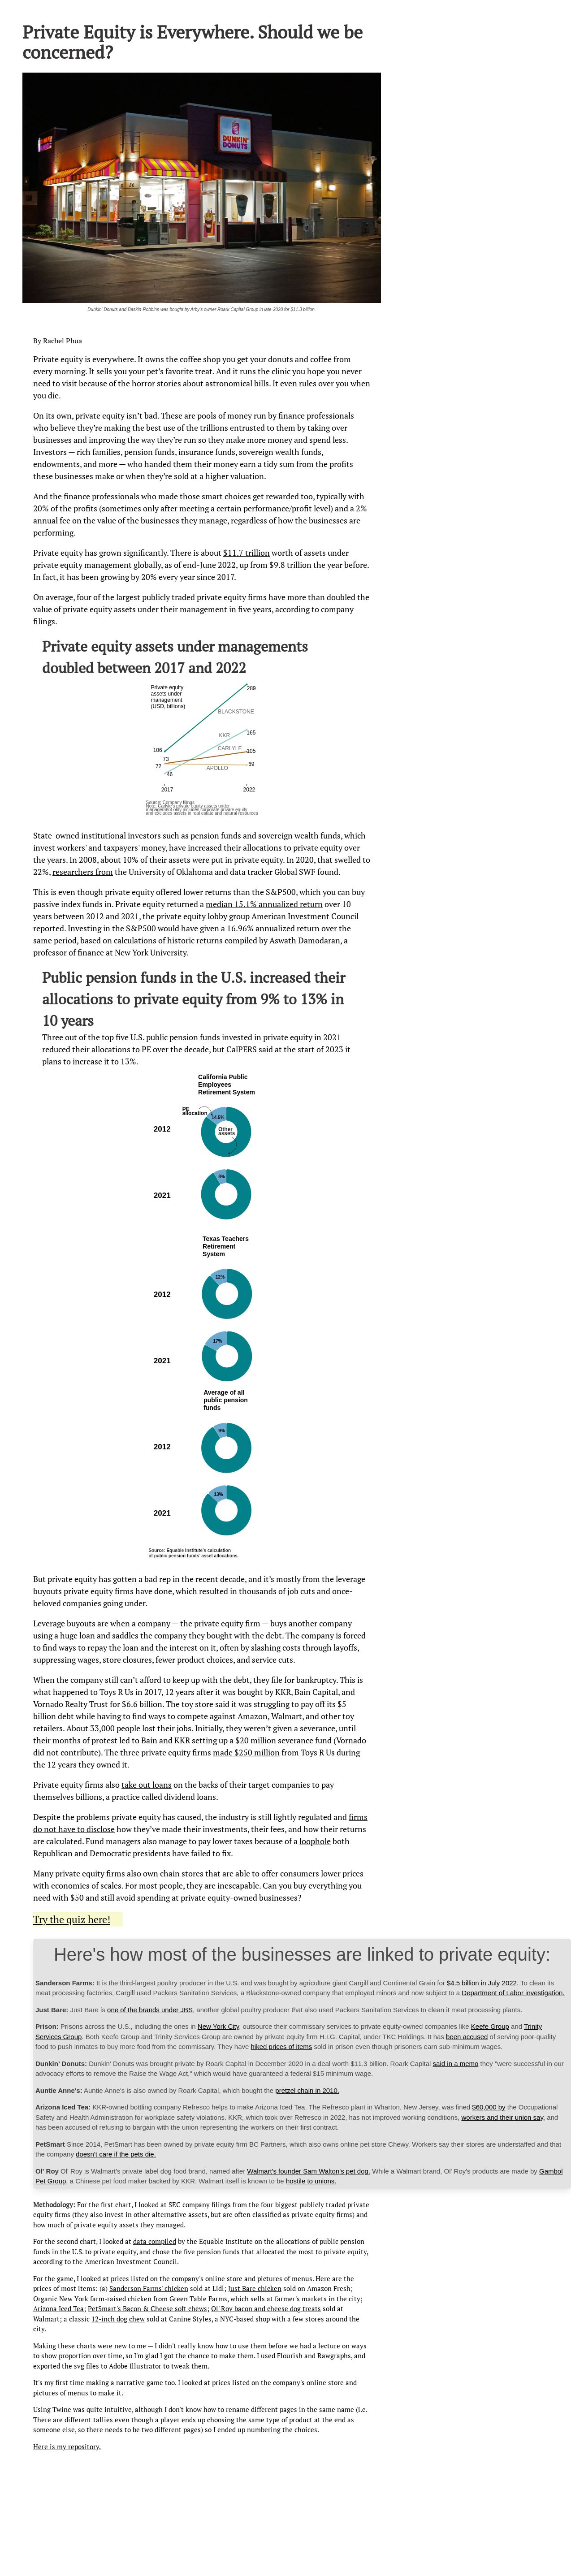 Private Equity is Everywhere. Should we be
concerned?
DUNKIN'
DONUTS
Dunkin' Donuts and Baskin-Robbins was bought by Arby's owner Roark Capital Group in late-2020 for $11.3 billion.
By Rachel Phua
Private equity is everywhere. It owns the coffee shop you get your donuts and coffee from
every morning. It sells you your pet’s favorite treat. And it runs the clinic you hope you never
need to visit because of the horror stories about astronomical bills. It even rules over you when
you die.
On its own, private equity isn’t bad. These are pools of money run by finance professionals
who believe they’re making the best use of the trillions entrusted to them by taking over
businesses and improving the way they’re run so they make more money and spend less.
Investors — rich families, pension funds, insurance funds, sovereign wealth funds,
endowments, and more — who handed them their money earn a tidy sum from the profits
these businesses make or when they’re sold at a higher valuation.
And the finance professionals who made those smart choices get rewarded too, typically with
20% of the profits (sometimes only after meeting a certain performance/profit level) and a 2%
annual fee on the value of the businesses they manage, regardless of how the businesses are
performing.
Private equity has grown significantly. There is about $11.7 trillion worth of assets under
private equity management globally, as of end-June 2022, up from $9.8 trillion the year before.
In fact, it has been growing by 20% every year since 2017.
On average, four of the largest publicly traded private equity firms have more than doubled the
value of private equity assets under their management in five years, according to company
filings.
Private equity assets under managements
doubled between 2017 and 2022
Private equity
assets under
management
(USD, billions)
289
BLACKSTONE
KKR
165
106
CARLYLE
105
73
72
69
APOLLO
46
2017
2022
Source: Company filings
Note: Carlyle's private equity assets under
management only includes corporate private equity
and excludes assets in real estate and natural resources
State-owned institutional investors such as pension funds and sovereign wealth funds, which
invest workers' and taxpayers' money, have increased their allocations to private equity over
the years. In 2008, about 10% of their assets were put in private equity. In 2020, that swelled to
22%, researchers from the University of Oklahoma and data tracker Global SWF found.
This is even though private equity offered lower returns than the S&P500, which you can buy
passive index funds in. Private equity returned a median 15.1% annualized return over 10
years between 2012 and 2021, the private equity lobby group American Investment Council
reported. Investing in the S&P500 would have given a 16.96% annualized return over the
same period, based on calculations of historic returns compiled by Aswath Damodaran, a
professor of finance at New York University.
Public pension funds in the U.S. increased their
allocations to private equity from 9% to 13% in
10 years
Three out of the top five U.S. public pension funds invested in private equity in 2021
reduced their allocations to PE over the decade, but CalPERS said at the start of 2023 it
plans to increase it to 13%.
California Public
Employees
Retirement System
PE
allocation
14.5%
Other
assets
2012
8%
2021
Texas Teachers
Retirement
System
12%
2012
17%
2021
Average of all
public pension
funds
9%
2012
13%
2021
Source: Equable Institute's calculation
of public pension funds' asset allocations.
But private equity has gotten a bad rep in the recent decade, and it’s mostly from the leverage
buyouts private equity firms have done, which resulted in thousands of job cuts and once-
beloved companies going under.
Leverage buyouts are when a company — the private equity firm — buys another company
using a huge loan and saddles the company they bought with the debt. The company is forced
to find ways to repay the loan and the interest on it, often by slashing costs through layoffs,
suppressing wages, store closures, fewer product choices, and service cuts.
When the company still can’t afford to keep up with the debt, they file for bankruptcy. This is
what happened to Toys R Us in 2017, 12 years after it was bought by KKR, Bain Capital, and
Vornado Realty Trust for $6.6 billion. The toy store said it was struggling to pay off its $5
billion debt while having to find ways to compete against Amazon, Walmart, and other toy
retailers. About 33,000 people lost their jobs. Initially, they weren’t given a severance, until
their months of protest led to Bain and KKR setting up a $20 million severance fund (Vornado
did not contribute). The three private equity firms made $250 million from Toys R Us during
the 12 years they owned it.
Private equity firms also take out loans on the backs of their target companies to pay
themselves billions, a practice called dividend loans.
Despite the problems private equity has caused, the industry is still lightly regulated and firms
do not have to disclose how they’ve made their investments, their fees, and how their returns
are calculated. Fund managers also manage to pay lower taxes because of a loophole both
Republican and Democratic presidents have failed to fix.
Many private equity firms also own chain stores that are able to offer consumers lower prices
with economies of scales. For most people, they are inescapable. Can you buy everything you
need with $50 and still avoid spending at private equity-owned businesses?
Try the quiz here!
Here's how most of the businesses are linked to private equity:
Sanderson Farms: It is the third-largest poultry producer in the U.S. and was bought by agriculture giant Cargill and Continental Grain for $4.5 billion in July 2022. To clean its
meat processing factories, Cargill used Packers Sanitation Services, a Blackstone-owned company that employed minors and now subject to a Department of Labor investigation.
Just Bare: Just Bare is one of the brands under JBS, another global poultry producer that also used Packers Sanitation Services to clean it meat processing plants.
Prison: Prisons across the U.S., including the ones in New York City, outsource their commissary services to private equity-owned companies like Keefe Group and Trinity
Services Group. Both Keefe Group and Trinity Services Group are owned by private equity firm H.I.G. Capital, under TKC Holdings. It has been accused of serving poor-quality
food to push inmates to buy more food from the commissary. They have hiked prices of items sold in prison even though prisoners earn sub-minimum wages.
Dunkin' Donuts: Dunkin' Donuts was brought private by Roark Capital in December 2020 in a deal worth $11.3 billion. Roark Capital said in a memo they "were successful in our
advocacy efforts to remove the Raise the Wage Act," which would have guaranteed a federal $15 minimum wage.
Auntie Anne's: Auntie Anne's is also owned by Roark Capital, which bought the pretzel chain in 2010.
Arizona Iced Tea: KKR-owned bottling company Refresco helps to make Arizona Iced Tea. The Refresco plant in Wharton, New Jersey, was fined $60,000 by the Occupational
Safety and Health Administration for workplace safety violations. KKR, which took over Refresco in 2022, has not improved working conditions, workers and their union say, and
has been accused of refusing to bargain with the union representing the workers on their first contract.
PetSmart Since 2014, PetSmart has been owned by private equity firm BC Partners, which also owns online pet store Chewy. Workers say their stores are understaffed and that
the company doesn't care if the pets die.
Ol' Roy Ol' Roy is Walmart's private label dog food brand, named after Walmart's founder Sam Walton's pet dog. While a Walmart brand, Ol' Roy's products are made by Gambol
Pet Group, a Chinese pet food maker backed by KKR. Walmart itself is known to be hostile to unions.
Methodology: For the first chart, I looked at SEC company filings from the four biggest publicly traded private
equity firms (they also invest in other alternative assets, but are often classified as private equity firms) and
how much of private equity assets they managed.
For the second chart, I looked at data compiled by the Equable Institute on the allocations of public pension
funds in the U.S. to private equity, and chose the five pension funds that allocated the most to private equity,
according to the American Investment Council.
For the game, I looked at prices listed on the company's online store and pictures of menus. Here are the
prices of most items: (a) Sanderson Farms' chicken sold at Lidl; Just Bare chicken sold on Amazon Fresh;
Organic New York farm-raised chicken from Green Table Farms, which sells at farmer's markets in the city;
Arizona Iced Tea; PetSmart's Bacon & Cheese soft chews; Ol' Roy bacon and cheese dog treats sold at
Walmart; a classic 12-inch dog chew sold at Canine Styles, a NYC-based shop with a few stores around the
city.
Making these charts were new to me — I didn't really know how to use them before we had a lecture on ways
to show proportion over time, so I'm glad I got the chance to make them. I used Flourish and Rawgraphs, and
exported the svg files to Adobe Illustrator to tweak them.
It's my first time making a narrative game too. I looked at prices listed on the company's online store and
pictures of menus to make it.
Using Twine was quite intuitive, although I don't know how to rename different pages in the same name (i.e.
There are different tallies even though a player ends up choosing the same type of product at the end as
someone else, so there needs to be two different pages) so I ended up numbering the choices.
Here is my repository.